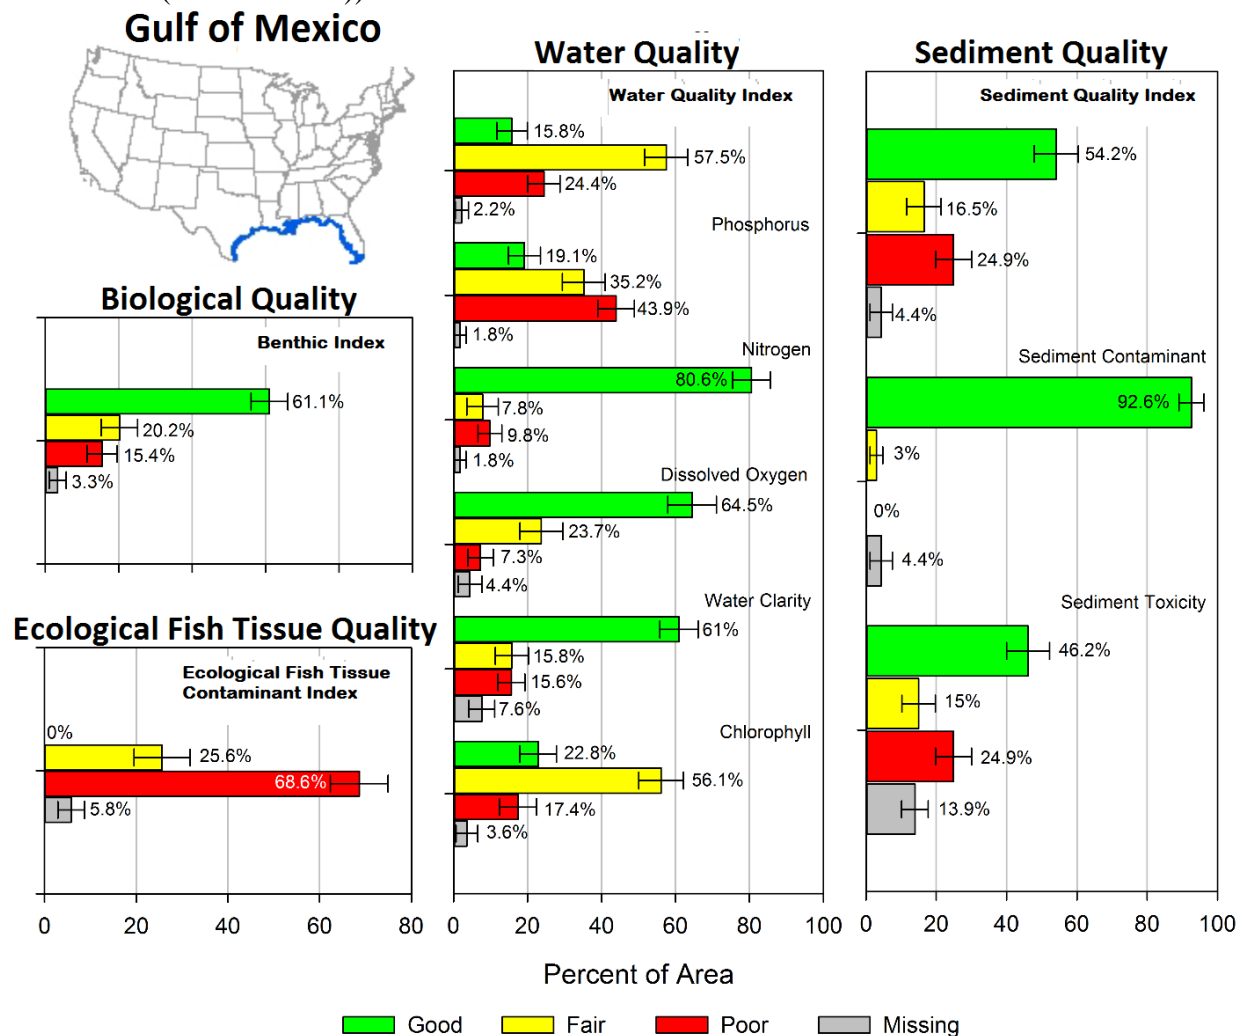 Gulf of Mexico
Biological Quality
Benthic Index
61.1%
20.2%
15.4%
3.3%
Ecological Fish Tissue Quality
Ecological Fish Tissue
Contaminant Index
0%
25.6%
68.6%
5.8%
0 20 40 60 80
Water Quality
Water Quality Index
15.8%
57.5%
24.4%
2.2%
Phosphorus
19.1%
35.2%
43.9%
1.8%
Nitrogen
80.6%
7.8%
9.8%
1.8%
Dissolved Oxygen
64.5%
23.7%
7.3%
4.4%
Water Clarity
61%
15.8%
15.6%
7.6%
Chlorophyll
22.8%
56.1%
17.4%
3.6%
0 20 40 60 80 100
Sediment Quality
Sediment Quality Index
54.2%
16.5%
24.9%
4.4%
Sediment Contaminant
92.6%
3%
0%
4.4%
Sediment Toxicity
46.2%
15%
24.9%
13.9%
0 20 40 60 80 100
Percent of Area
Good Fair Poor Missing